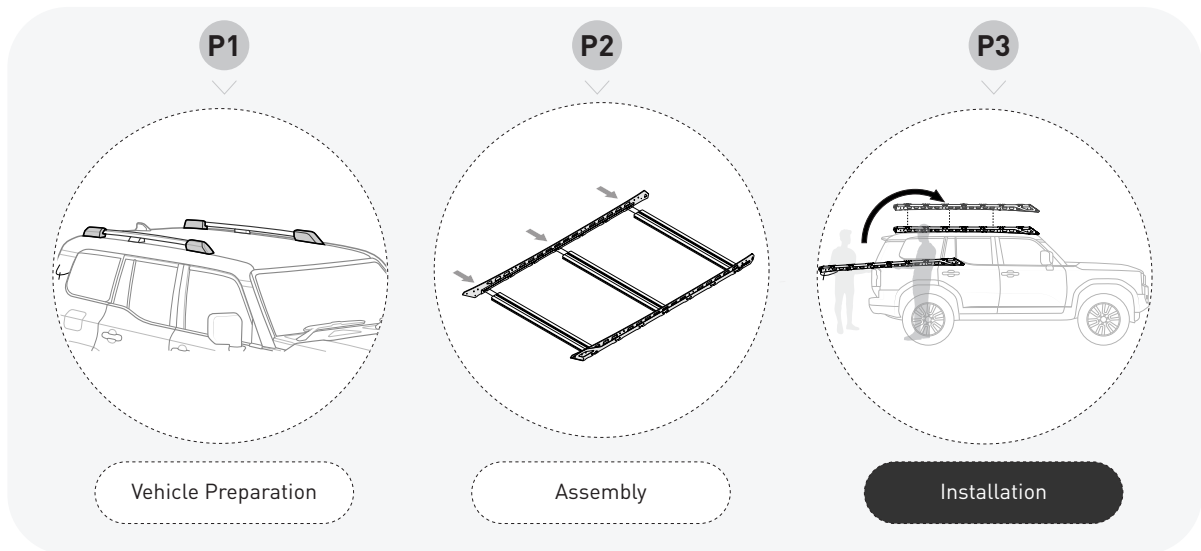 P1
P2
P3
Vehicle Preparation
Assembly
Installation